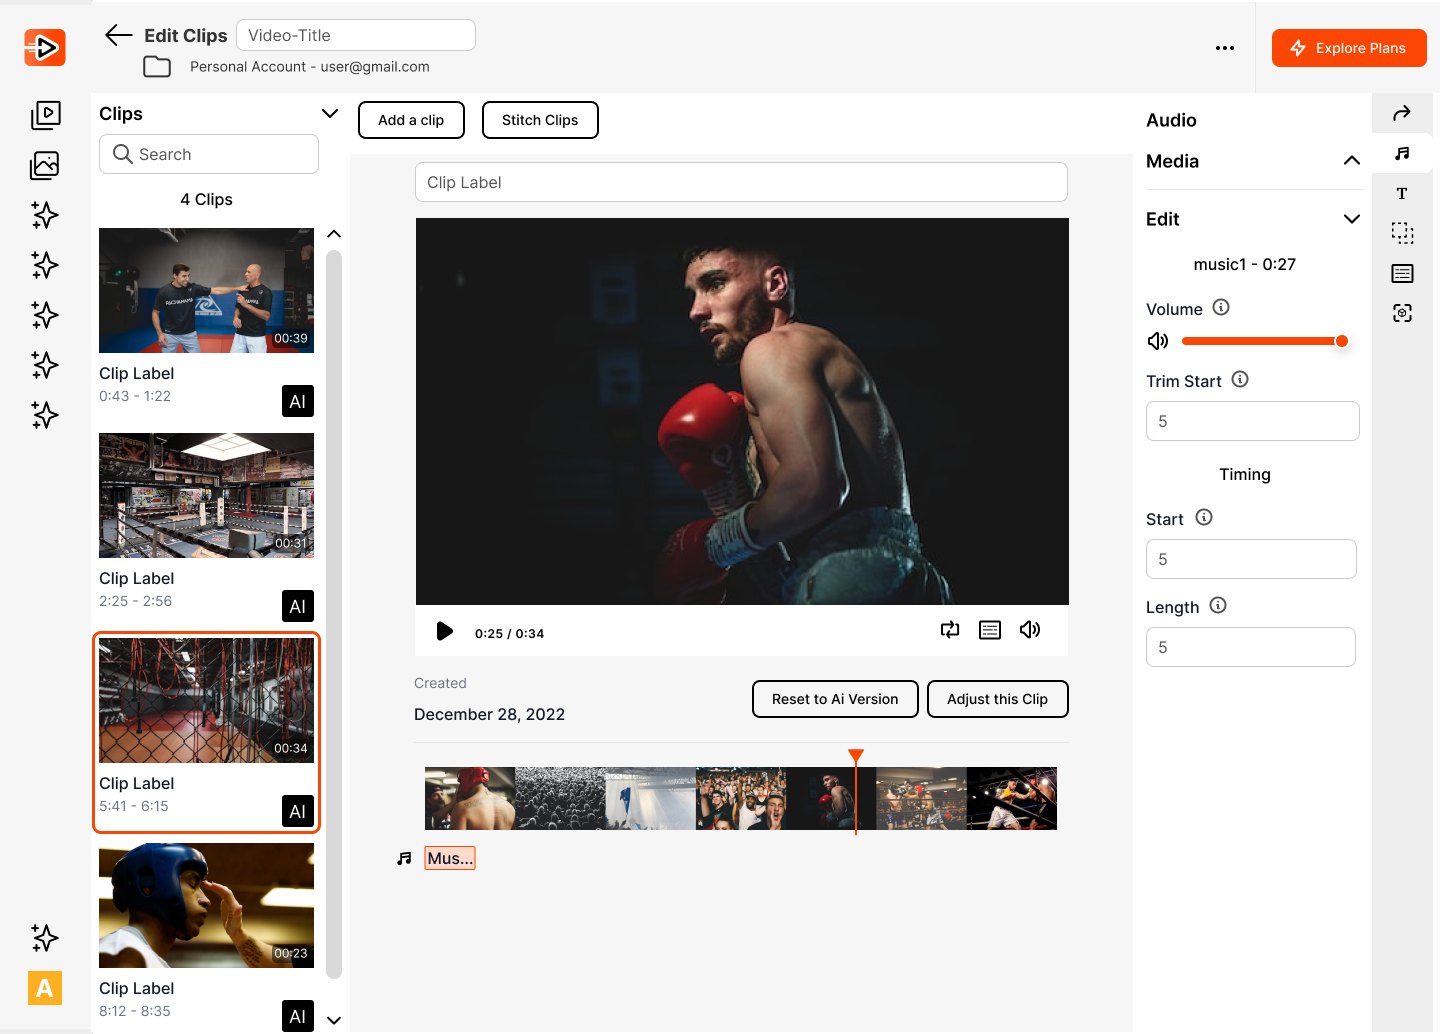 Edit Clips
Video-Title
Personal Account - user@gmail.com
Explore Plans
Clips
Search
4 Clips
00:39
Clip Label
0:43 - 1:22
AI
00:31
Clip Label
2:25 - 2:56
AI
00:34
Clip Label
5:41 - 6:15
AI
00:23
Clip Label
8:12 - 8:35
AI
A
Add a clip
Stitch Clips
Clip Label
0:25 / 0:34
Created
December 28, 2022
Reset to Ai Version
Adjust this Clip
Mus...
Audio
Media
Edit
music1 - 0:27
Volume
Trim Start
5
Timing
Start
5
Length
5
T